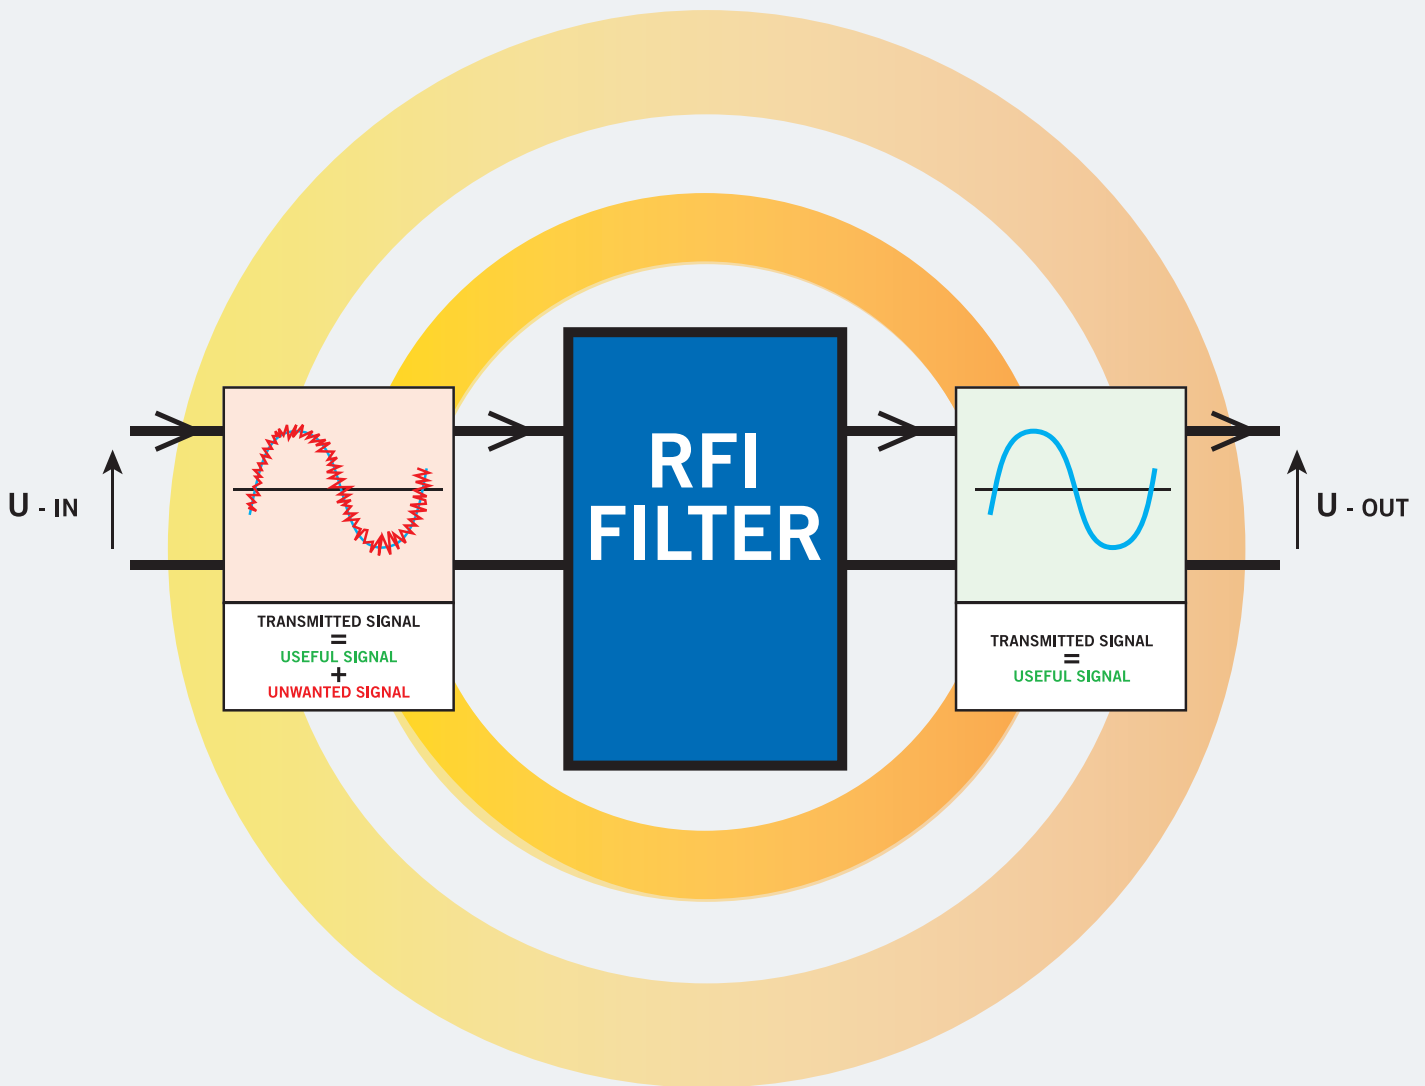 U - IN
TRANSMITTED SIGNAL
=
USEFUL SIGNAL
+
UNWANTED SIGNAL
RFI
FILTER
TRANSMITTED SIGNAL
=
USEFUL SIGNAL
U - OUT